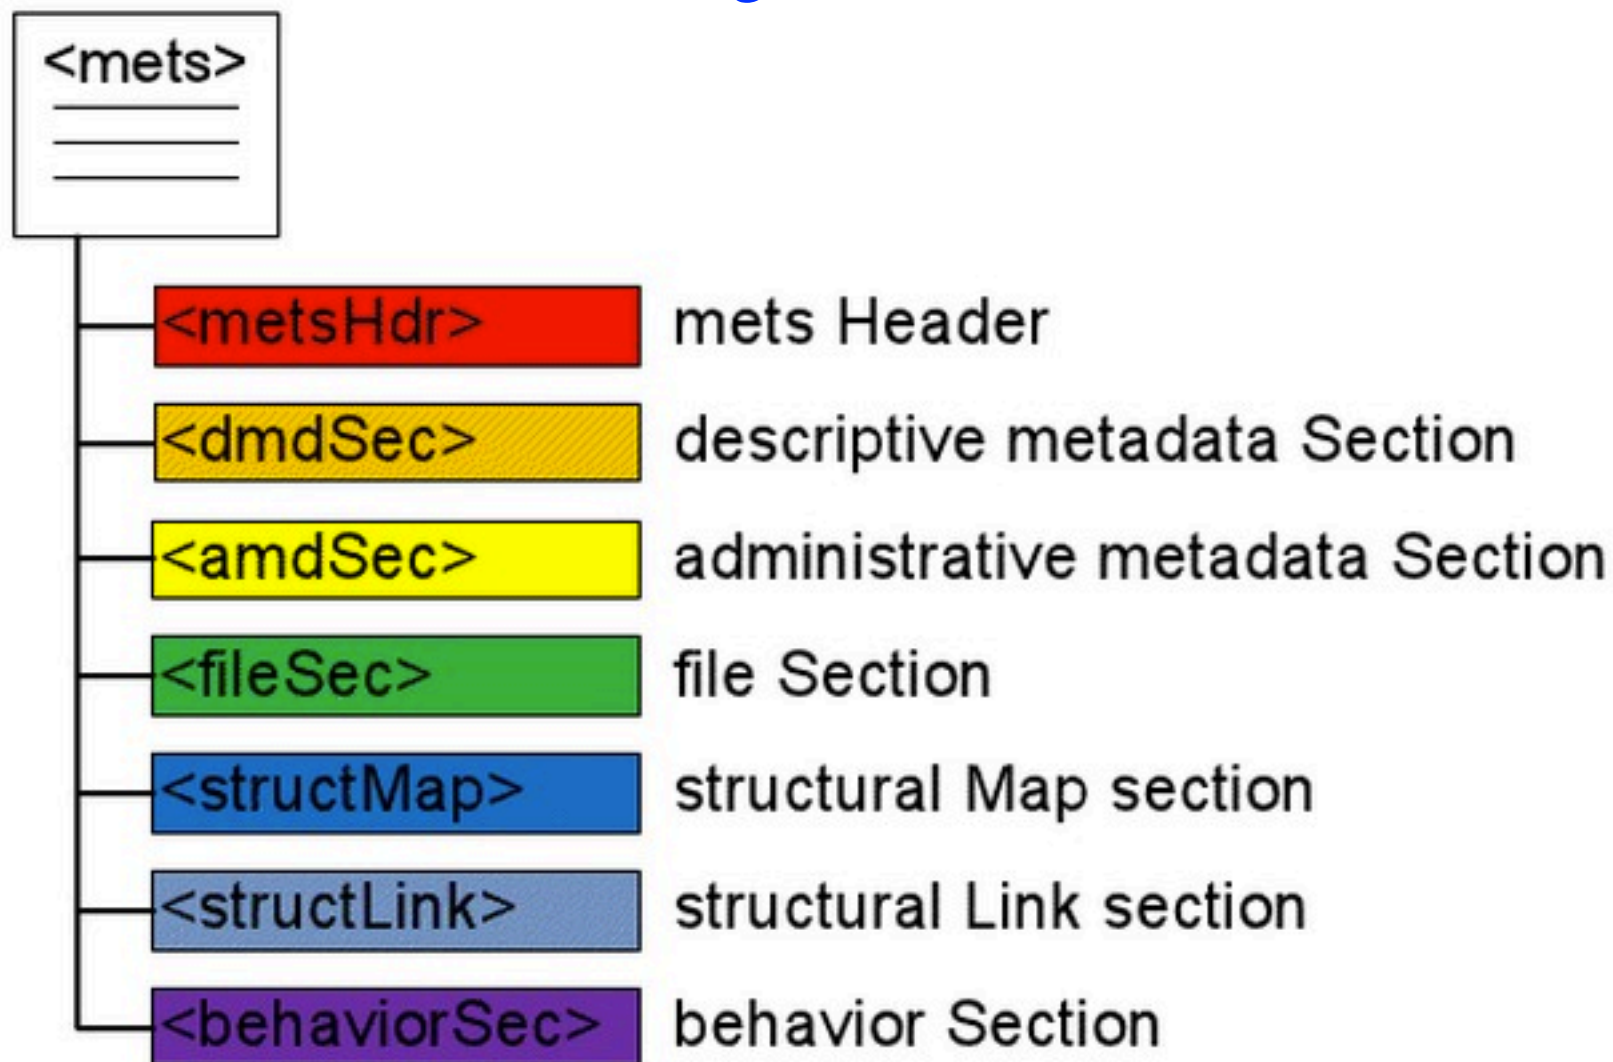 <mets>
<metsHdr> mets Header
<dmdSec> descriptive metadata Section
<amdSec> administrative metadata Section
<fileSec> file Section
<structMap> structural Map section
<structLink> structural Link section
<behaviorSec> behavior Section